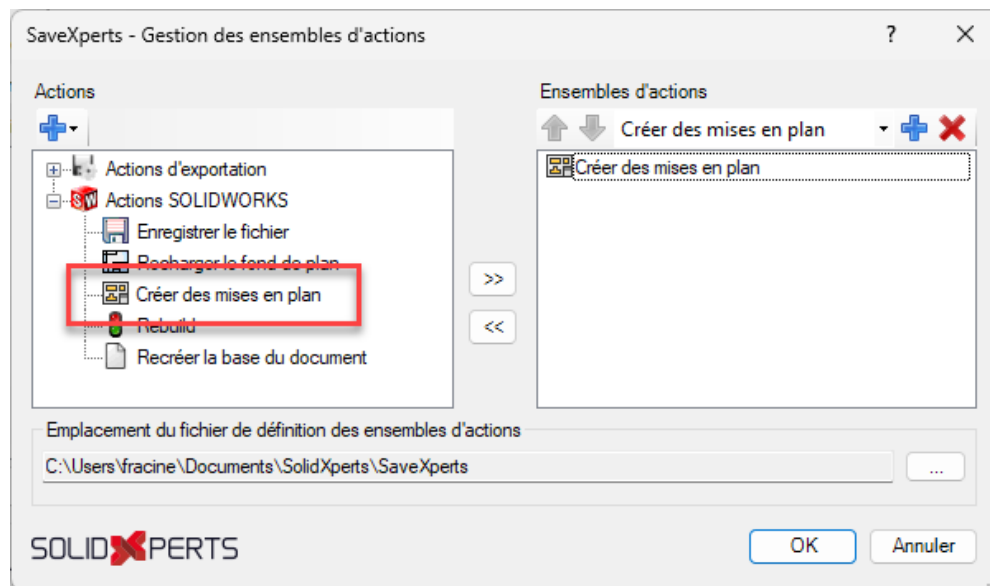 SaveXperts - Gestion des ensembles d'actions
?
Actions
Ensembles d'actions
Créer des mises en plan
Actions d'exportation
Actions SOLIDWORKS
Enregistrer le fichier
Recharger le fond de plan
Créer des mises en plan
Rebuild
Recréer la base du document
>>
<<
Créer des mises en plan
Emplacement du fichier de définition des ensembles d'actions
C:\Users\fracine\Documents\SolidXperts\SaveXperts
...
SOLIDXPERTS
OK
Annuler